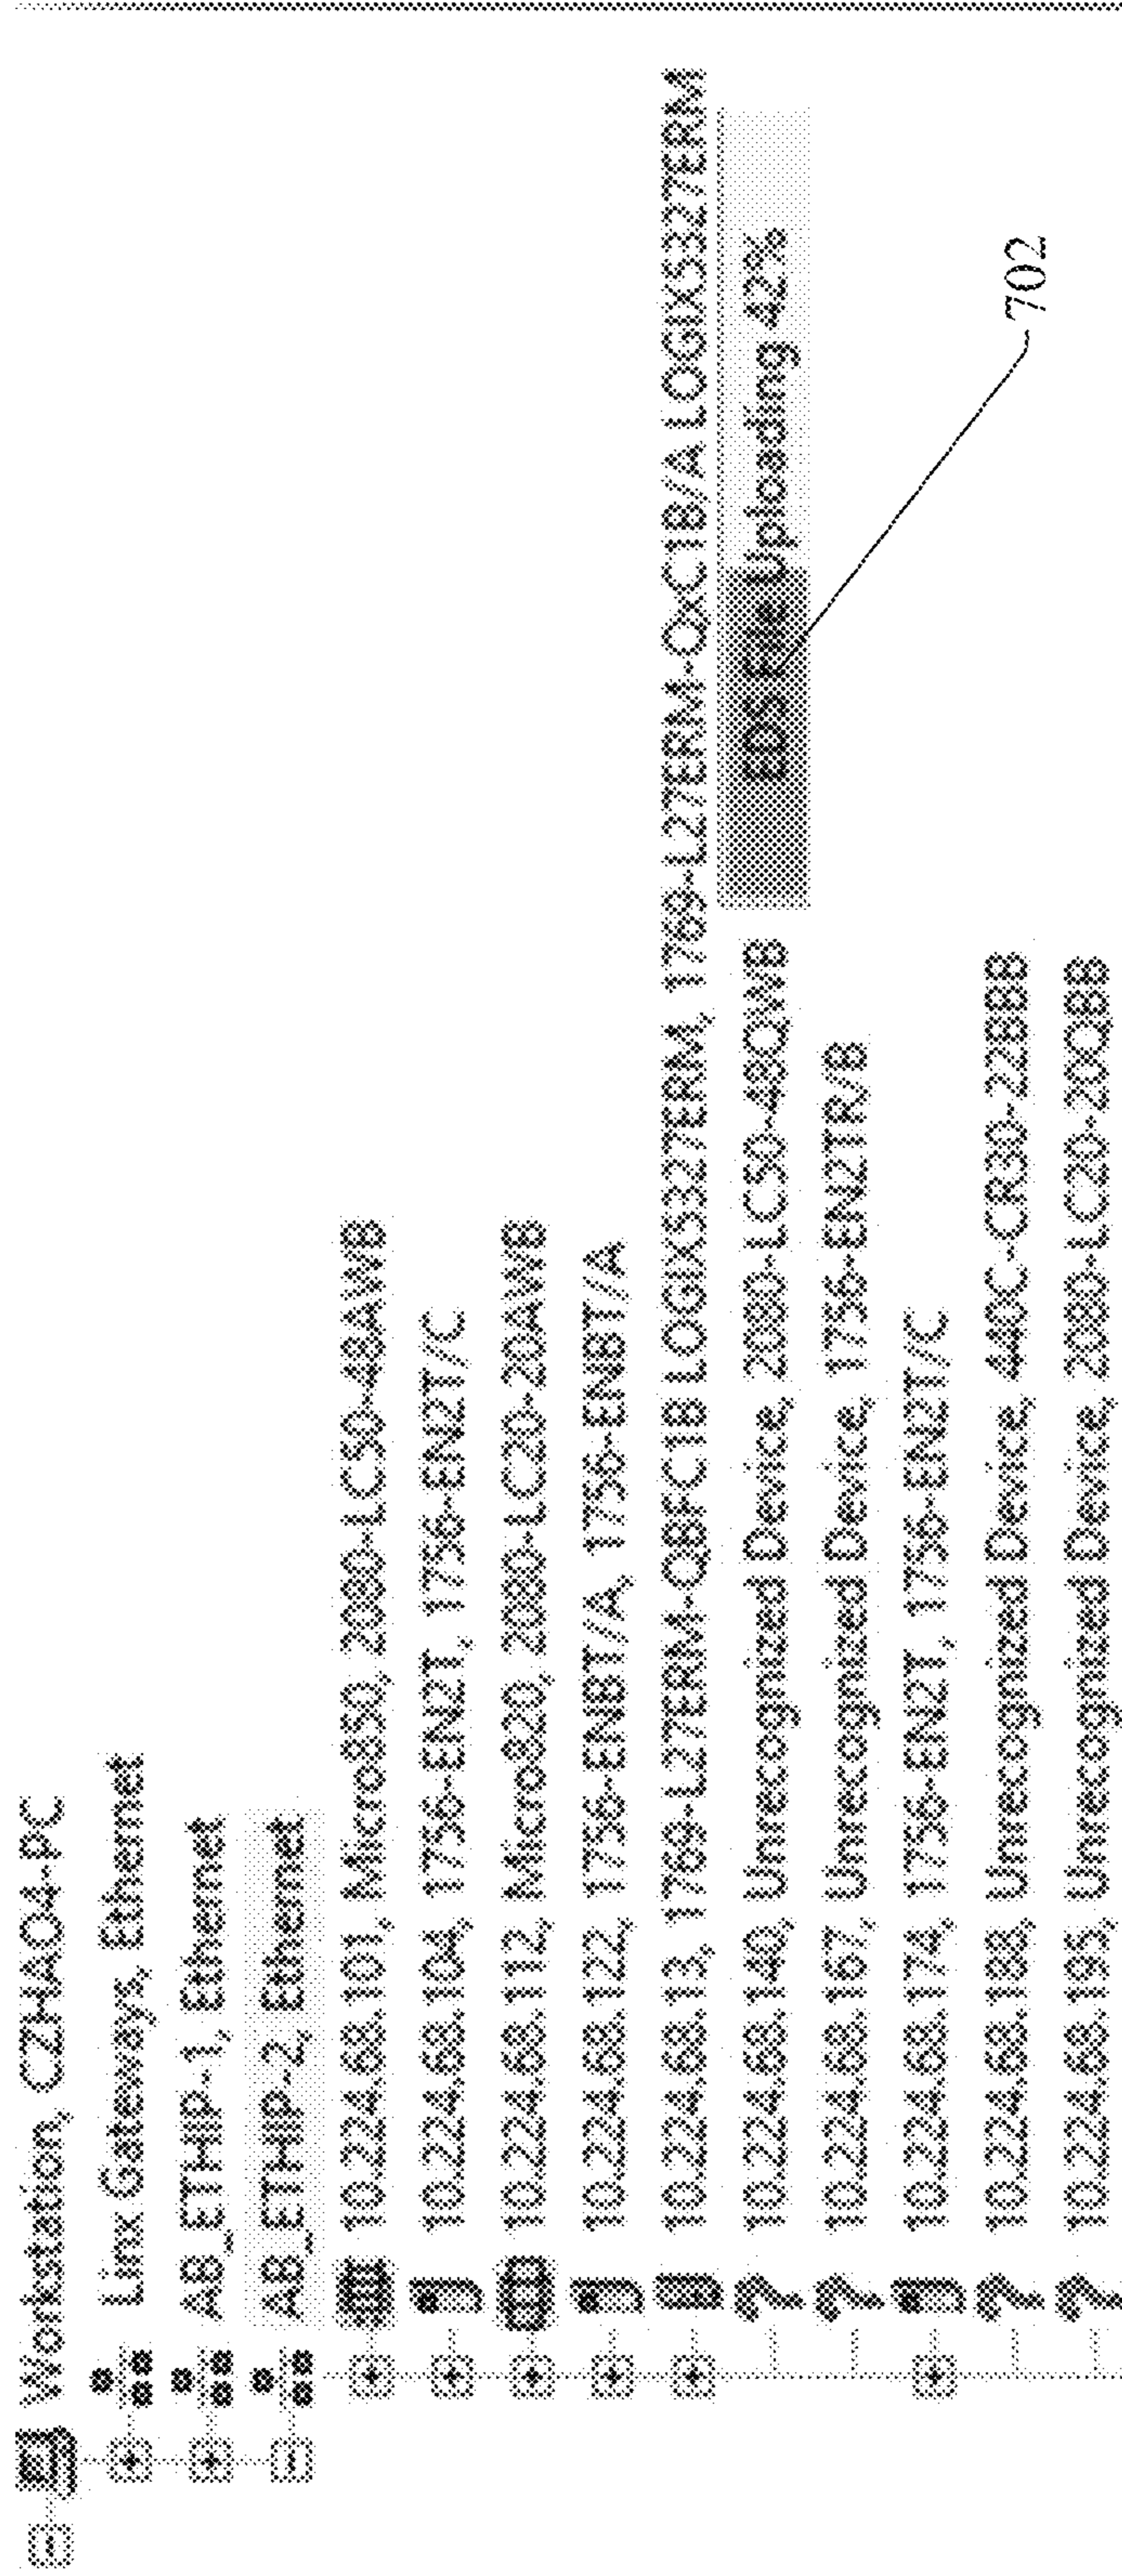 Workstation, CZHAO4-PC
Linx Gateways, Ethernet
AB_ETHIP-1, Ethernet
AB_ETHIP-2, Ethernet
10.224.68.101, Micro850, 2080-LC50-48AWB
10.224.68.104, 1756-EN2T, 1756-EN2T/C
10.224.68.112, Micro820, 2080-LC20-20AWB
10.224.68.122, 1756-ENBT/A, 1756-ENBT/A
10.224.68.13, 1769-L27ERM-QBFC1B LOGIX5327ERM, 1769-L27ERM-QxC1B/A LOGIX5327ERM
10.224.68.140, Unrecognized Device, 2080-LC50-48QWB EDS File Uploading 42%
10.224.68.167, Unrecognized Device, 1756-EN2TR/B
10.224.68.174, 1756-EN2T, 1756-EN2T/C
10.224.68.188, Unrecognized Device, 440C-CR30-22BBB
10.224.68.195, Unrecognized Device, 2080-LC20-20QBB
702